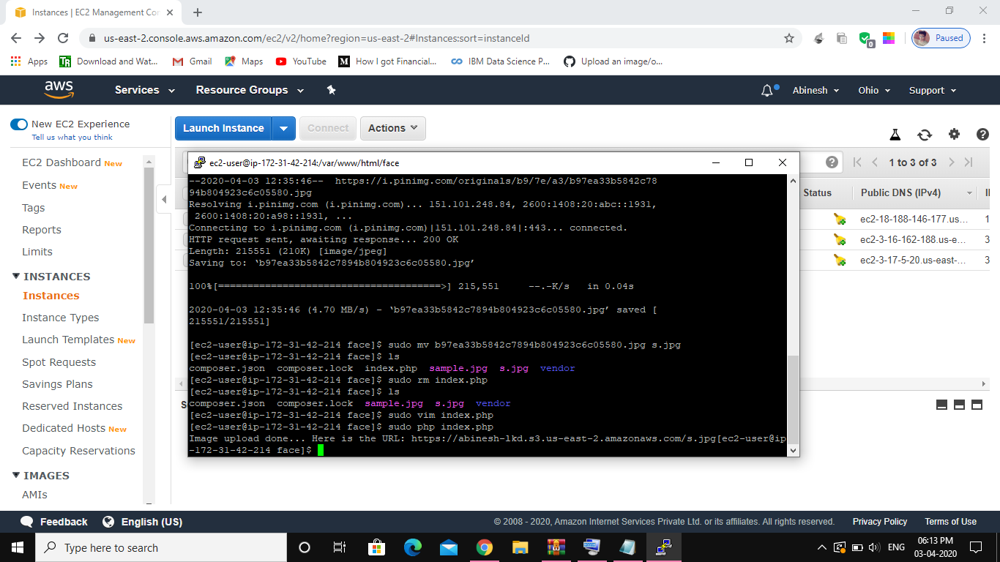 Instances | EC2 Management Con
us-east-2.console.aws.amazon.com/ec2/v2/home?region=us-east-2#Instances:sort=instanceId
Paused
Apps
Download and Wat...
Gmail
Maps
YouTube
How I got Financial...
IBM Data Science P...
Upload an image/o...
aws
Services
Resource Groups
Abinesh
Ohio
Support
New EC2 Experience
Tell us what you think
Launch Instance
Connect
Actions
EC2 Dashboard New
Events New
Tags
Reports
Limits
INSTANCES
Instances
Instance Types
Launch Templates New
Spot Requests
Savings Plans
Reserved Instances
Dedicated Hosts New
Capacity Reservations
IMAGES
AMIs
1 to 3 of 3
Status
Public DNS (IPv4)
ec2-18-188-146-177.us...
ec2-3-16-162-188.us-e...
ec2-3-17-5-20.us-east-...
ec2-user@ip-172-31-42-214:/var/www/html/face
--2020-04-03 12:35:46--  https://i.pinimg.com/originals/b9/7e/a3/b97ea33b5842c78
94b804923c6c05580.jpg
Resolving i.pinimg.com (i.pinimg.com)... 151.101.248.84, 2600:1408:20:abc::1931,
 2600:1408:20:a98::1931, ...
Connecting to i.pinimg.com (i.pinimg.com)|151.101.248.84|:443... connected.
HTTP request sent, awaiting response... 200 OK
Length: 215551 (210K) [image/jpeg]
Saving to: ‘b97ea33b5842c7894b804923c6c05580.jpg’
100%[======================================>] 215,551     --.-K/s   in 0.04s
2020-04-03 12:35:46 (4.70 MB/s) - ‘b97ea33b5842c7894b804923c6c05580.jpg’ saved [
215551/215551]
[ec2-user@ip-172-31-42-214 face]$ sudo mv b97ea33b5842c7894b804923c6c05580.jpg s.jpg
[ec2-user@ip-172-31-42-214 face]$ ls
composer.json  composer.lock  index.php  sample.jpg  s.jpg  vendor
[ec2-user@ip-172-31-42-214 face]$ sudo rm index.php
[ec2-user@ip-172-31-42-214 face]$ ls
composer.json  composer.lock  sample.jpg  s.jpg  vendor
[ec2-user@ip-172-31-42-214 face]$ sudo vim index.php
[ec2-user@ip-172-31-42-214 face]$ sudo php index.php
Image upload done... Here is the URL: https://abinesh-lkd.s3.us-east-2.amazonaws.com/s.jpg[ec2-user@ip
-172-31-42-214 face]$
Feedback
English (US)
© 2008 - 2020, Amazon Internet Services Private Ltd. or its affiliates. All rights reserved.
Privacy Policy
Terms of Use
Type here to search
ENG
06:13 PM
03-04-2020